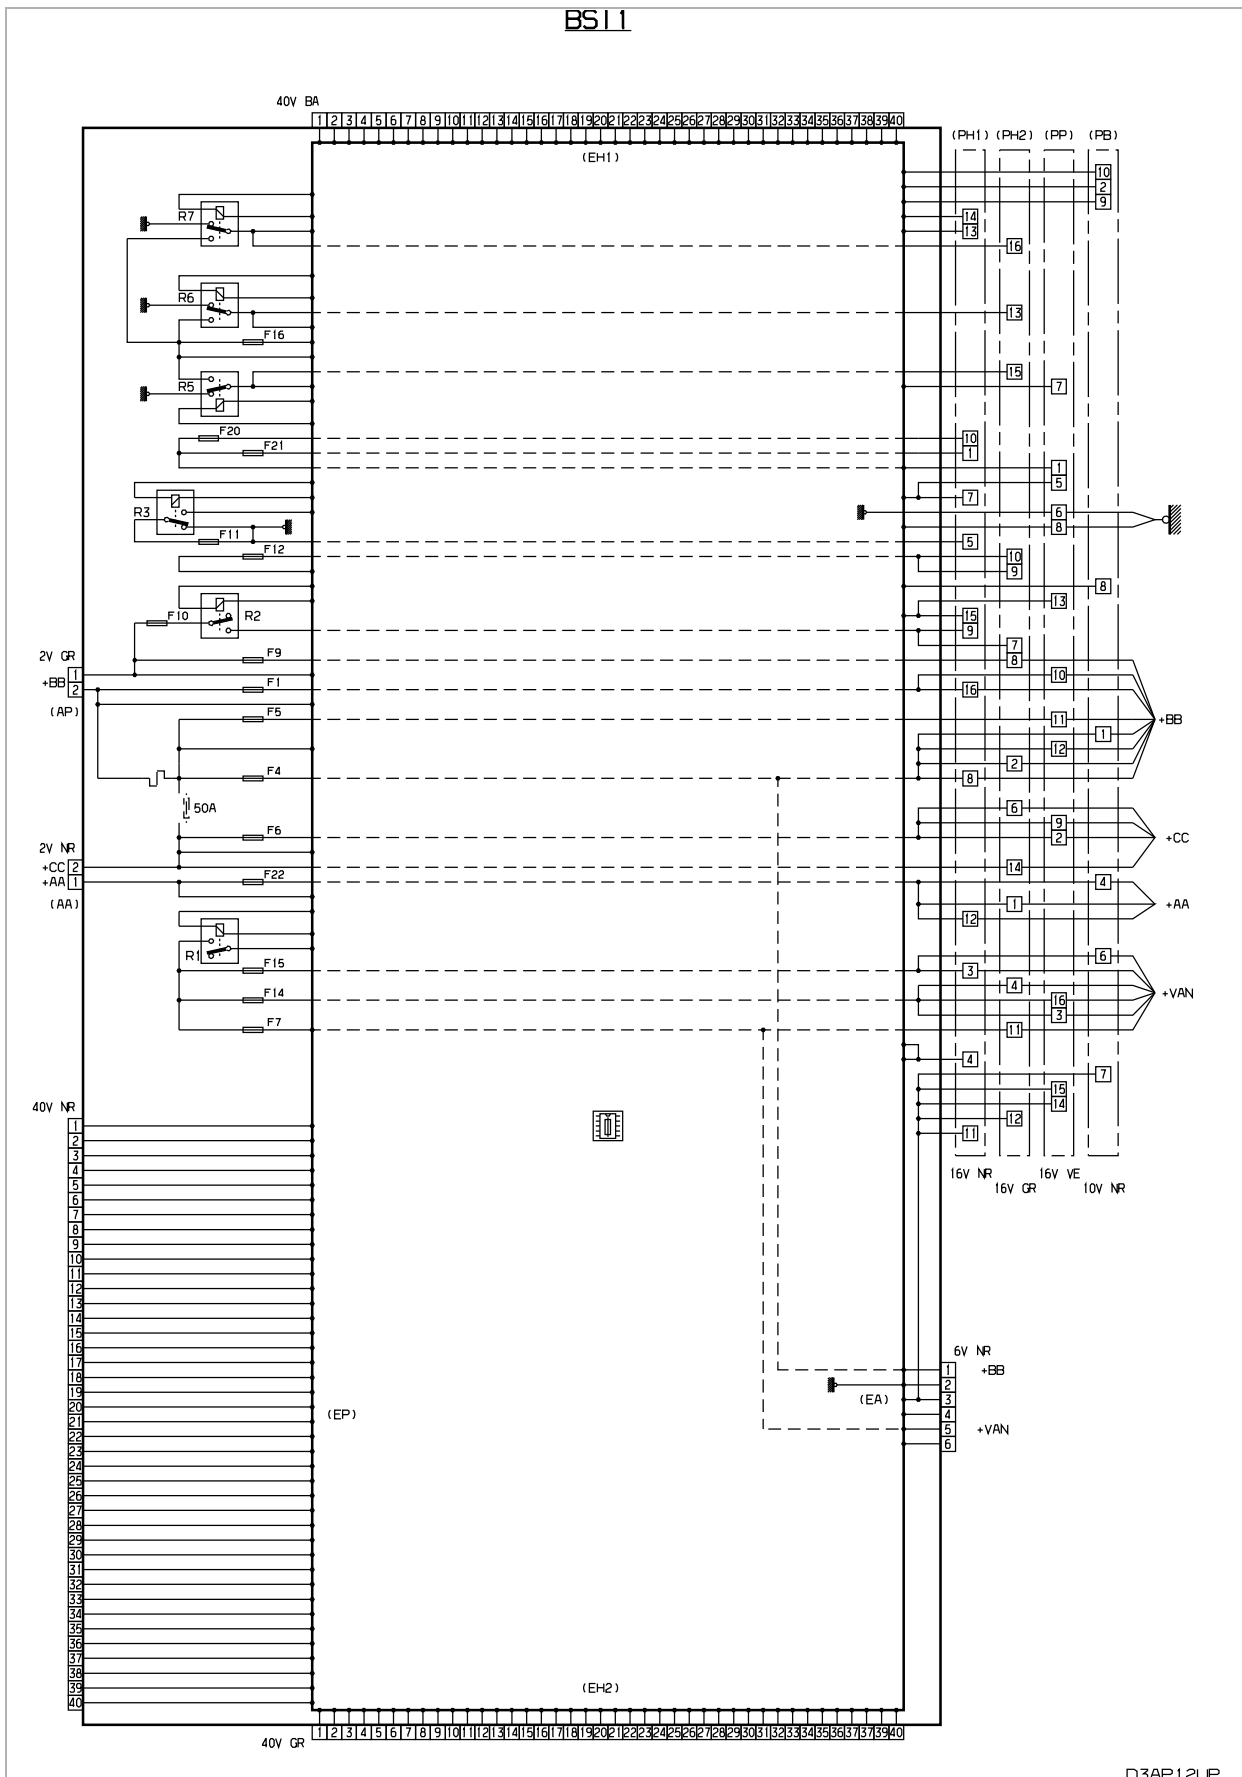 BSI1
40V BA
1 2 3 4 5 6 7 8 9 10 11 12 13 14 15 16 17 18 19 20 21 22 23 24 25 26 27 28 29 30 31 32 33 34 35 36 37 38 39 40
(PH1) (PH2) (PP) (PB)
(EH1)
10
2
9
R7 14
13
16
R6
13
F16
15
R5 7
F20 10
F21 1
1
5
7
R3 6
F11 8
5
F12 10
9
8
13
F10 R2 15
9
7
2V GR F9 8
1 10
+BB 2 F1 16
(AP) F5 11 +BB
1
12
2
F4 8
50A 6
9
F6 2 +CC
2V NR
+CC 2 14
+AA 1 F22 4
(AA) 1 +AA
12
R1 6
F15 3
4
F14 16 +VAN
3
F7 11
4
7
15
14
40V NR 12
11
16V NR 16V VE
16V GR 10V NR
1
2
3
4
5
6
7
8
9
10
11
12
13
14
15
16
17
18
19
20
21
22
23
24
25
26
27
28
29
30
31
32
33
34
35
36
37
38
39
40
6V NR
1 +BB
2
(EA) 3
4
5 +VAN
6
(EP)
(EH2)
1 2 3 4 5 6 7 8 9 10 11 12 13 14 15 16 17 18 19 20 21 22 23 24 25 26 27 28 29 30 31 32 33 34 35 36 37 38 39 40
40V GR